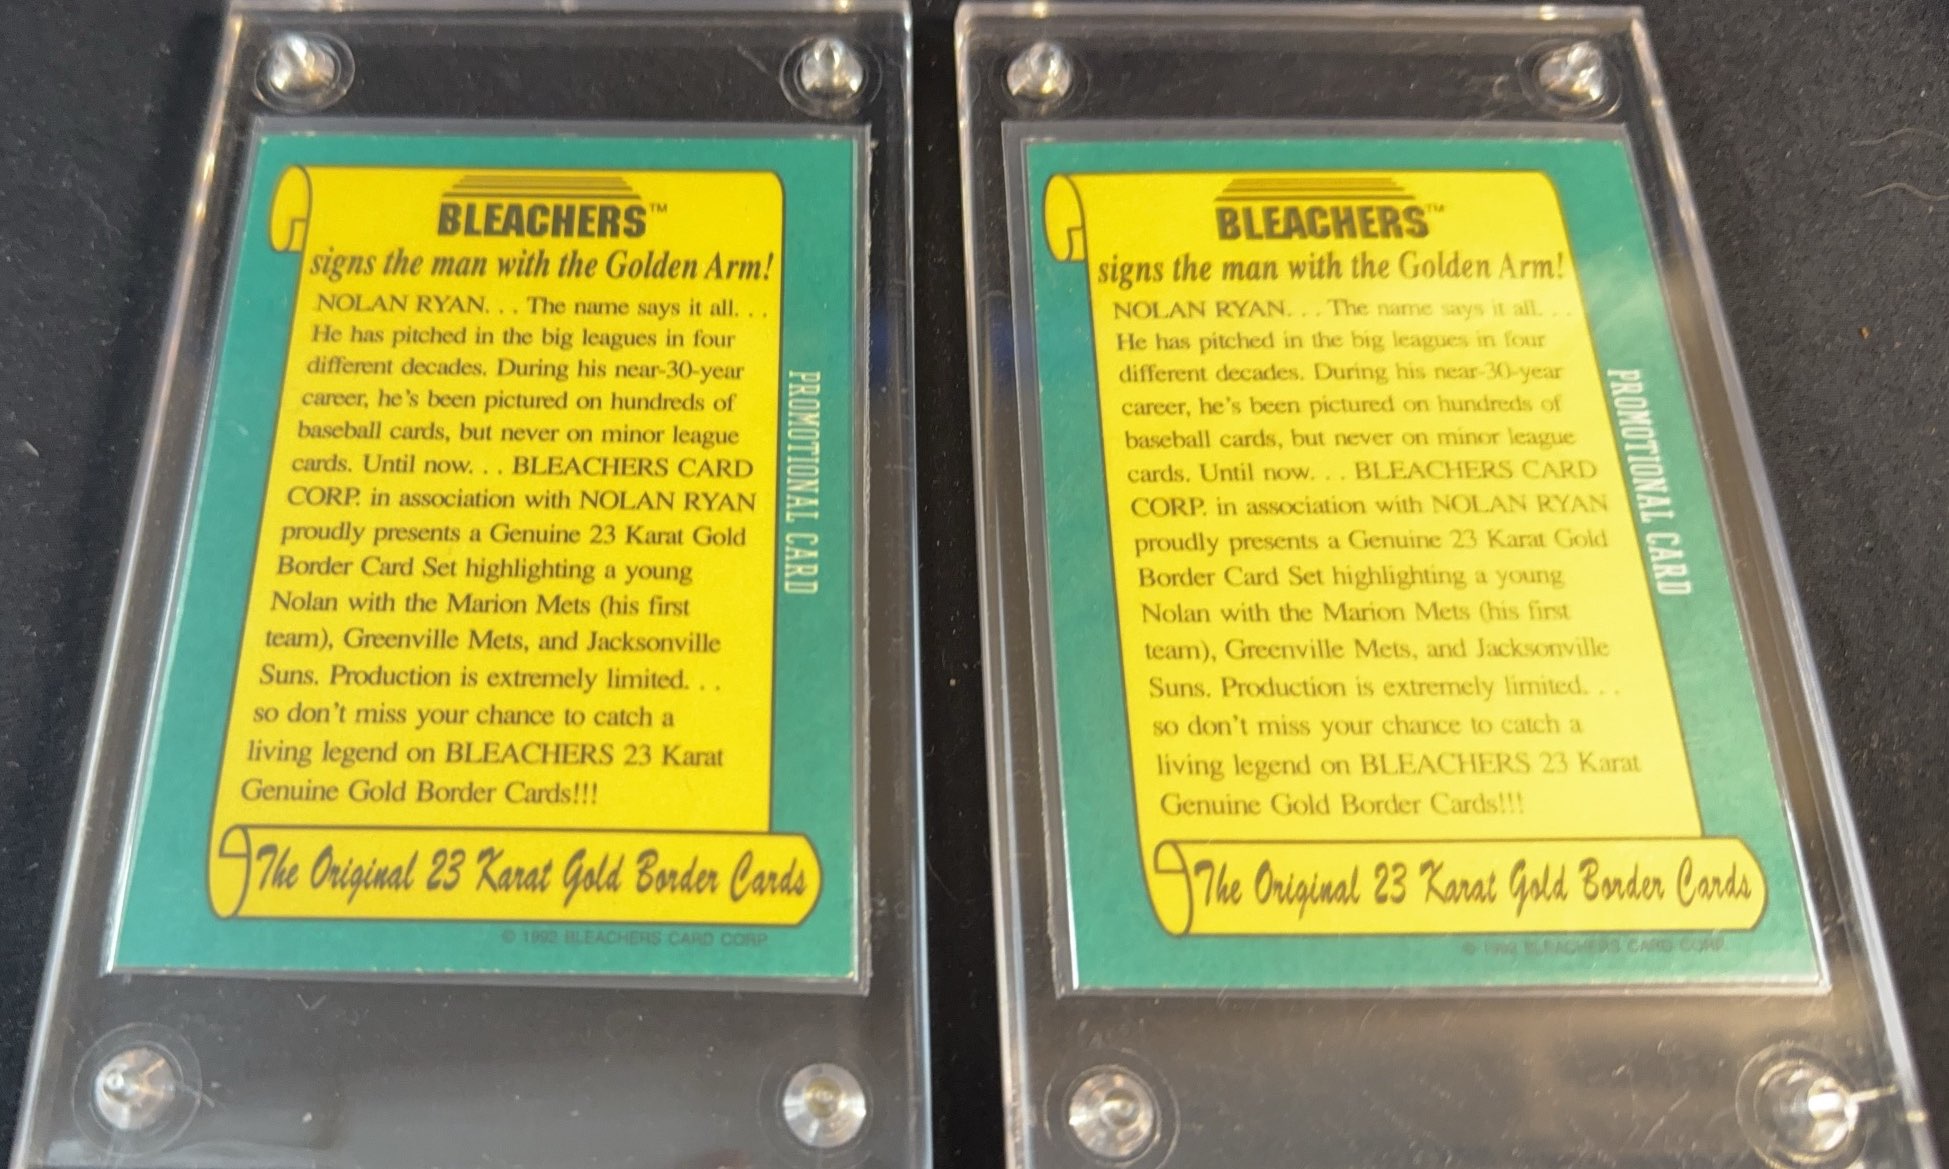 BLEACHERS™
signs the man with the Golden Arm!
NOLAN RYAN. . . The name says it all. . .
He has pitched in the big leagues in four
different decades. During his near-30-year
career, he's been pictured on hundreds of
baseball cards, but never on minor league
cards. Until now. . . BLEACHERS CARD
CORP. in association with NOLAN RYAN
proudly presents a Genuine 23 Karat Gold
Border Card Set highlighting a young
Nolan with the Marion Mets (his first
team), Greenville Mets, and Jacksonville
Suns. Production is extremely limited. . .
so don't miss your chance to catch a
living legend on BLEACHERS 23 Karat
Genuine Gold Border Cards!!!
The Original 23 Karat Gold Border Cards
© 1992 BLEACHERS CARD CORP.
PROMOTIONAL CARD
BLEACHERS™
signs the man with the Golden Arm!
NOLAN RYAN. . . The name says it all. . .
He has pitched in the big leagues in four
different decades. During his near-30-year
career, he's been pictured on hundreds of
baseball cards, but never on minor league
cards. Until now. . . BLEACHERS CARD
CORP. in association with NOLAN RYAN
proudly presents a Genuine 23 Karat Gold
Border Card Set highlighting a young
Nolan with the Marion Mets (his first
team), Greenville Mets, and Jacksonville
Suns. Production is extremely limited. . .
so don't miss your chance to catch a
living legend on BLEACHERS 23 Karat
Genuine Gold Border Cards!!!
The Original 23 Karat Gold Border Cards
© 1992 BLEACHERS CARD CORP.
PROMOTIONAL CARD